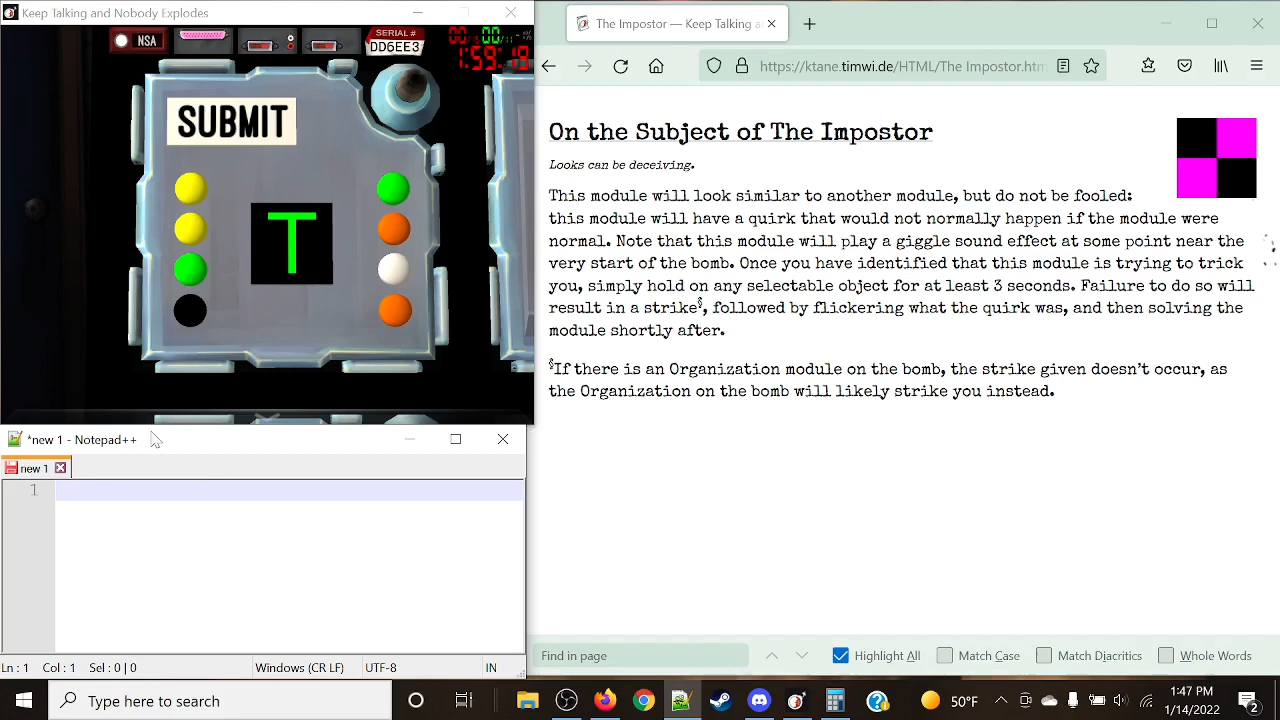 Keep Talking and Nobody Explodes
NSA
SERIAL #
DD6EE3
1:59:19
SUBMIT
T
The Impostor — Keep Talking a
https://ktane.timwi.de/HTML/The Impostor.htm
On the Subject of The Impostor
Looks can be deceiving.
This module will look similar to another module, but do not be fooled:
this module will have a quirk that would not normally happen if the module were
normal. Note that this module will play a giggle sound effect at some point near the
very start of the bomb. Once you have identified that this module is trying to trick
you, simply hold on any selectable object for at least 3 seconds. Failure to do so will
result in a strike§, followed by flickering what the quirk was, and then solving the
module shortly after.
§If there is an Organization module on the bomb, the strike given doesn't occur, as
the Organization on the bomb will likely strike you instead.
*new 1 - Notepad++
new 1
1
Ln : 1 Col : 1 Sel : 0 | 0 Windows (CR LF) UTF-8 IN
Find in page Highlight All Match Case Match Diacritics Whole Words
Type here to search
50°F
1:47 PM
1/14/2022
2